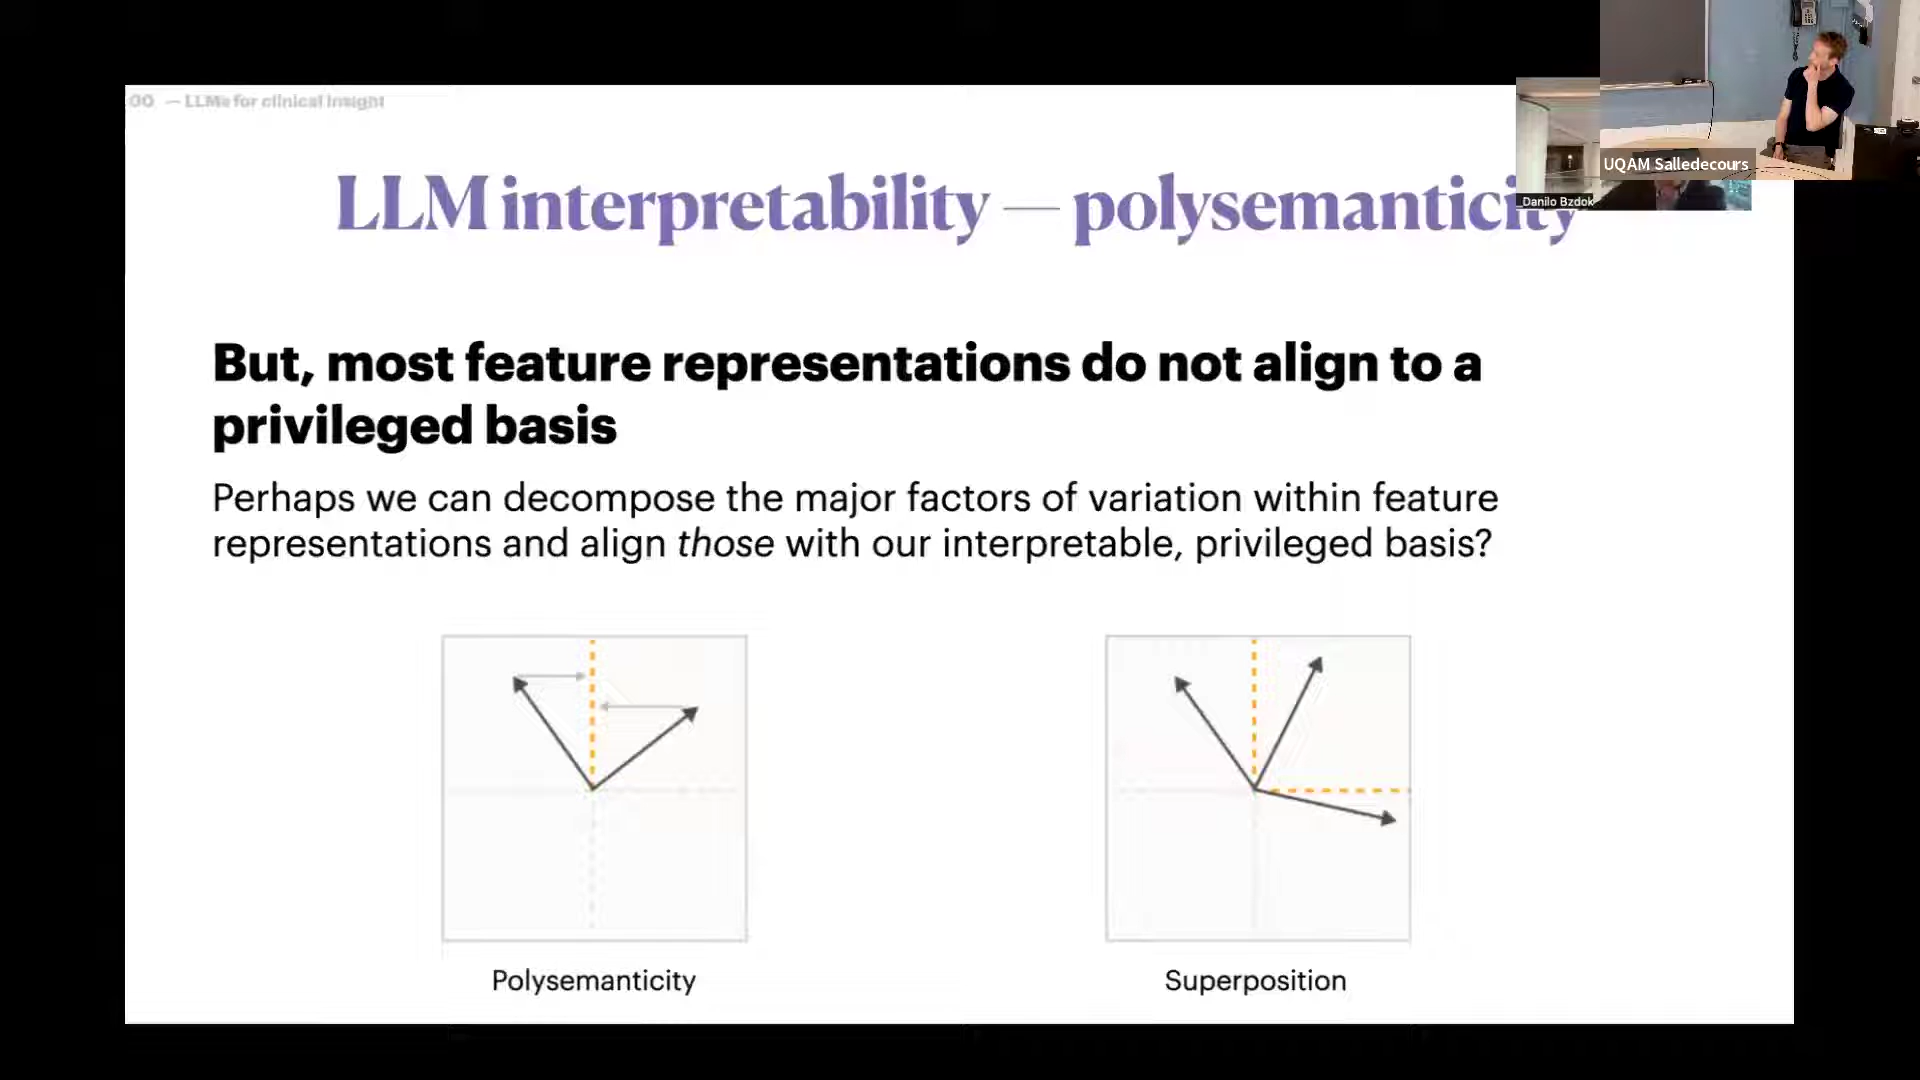 00 — LLMs for clinical insight
UQAM Salledecours
Danilo Bzdok
LLM interpretability — polysemanticity
But, most feature representations do not align to a
privileged basis
Perhaps we can decompose the major factors of variation within feature
representations and align those with our interpretable, privileged basis?
Polysemanticity
Superposition